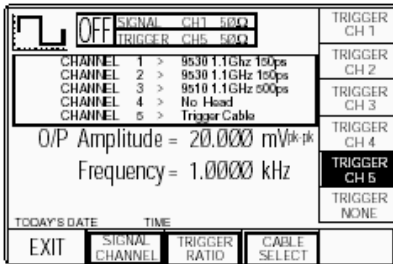 OFF SIGNAL CH1 50Ω
TRIGGER CH5 50Ω
CHANNEL 1 > 9530 1.1Ghz 150ps
CHANNEL 2 > 9530 1.1Ghz 150ps
CHANNEL 3 > 9510 1.1Ghz 500ps
CHANNEL 4 > No Head
CHANNEL 5 > Trigger Cable
O/P Amplitude = 20.000 mVpk-pk
Frequency = 1.0000 kHz
TODAY'S DATE TIME
EXIT
SIGNAL CHANNEL
TRIGGER RATIO
CABLE SELECT
TRIGGER CH 1
TRIGGER CH 2
TRIGGER CH 3
TRIGGER CH 4
TRIGGER CH 5
TRIGGER NONE